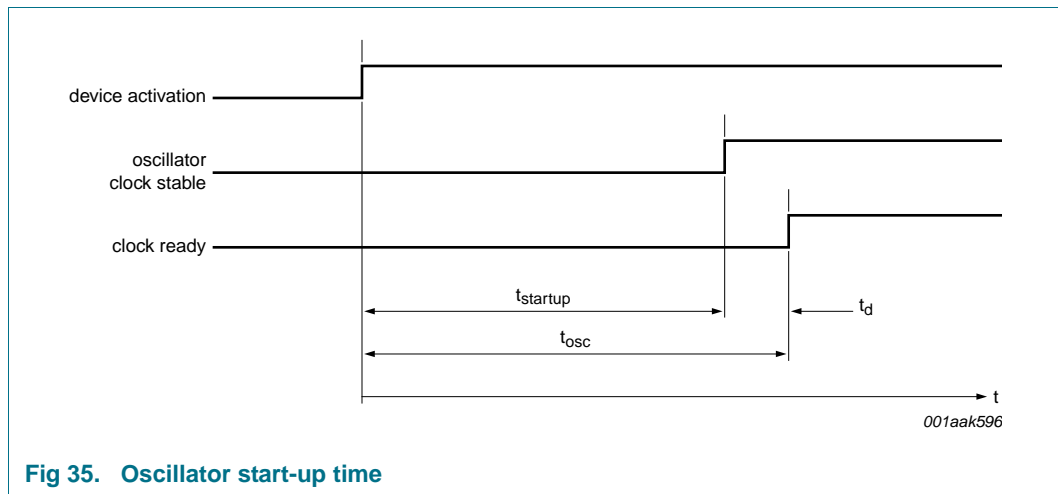 device activation
oscillator
clock stable
clock ready
tstartup
td
tosc
t
001aak596
Fig 35. Oscillator start-up time